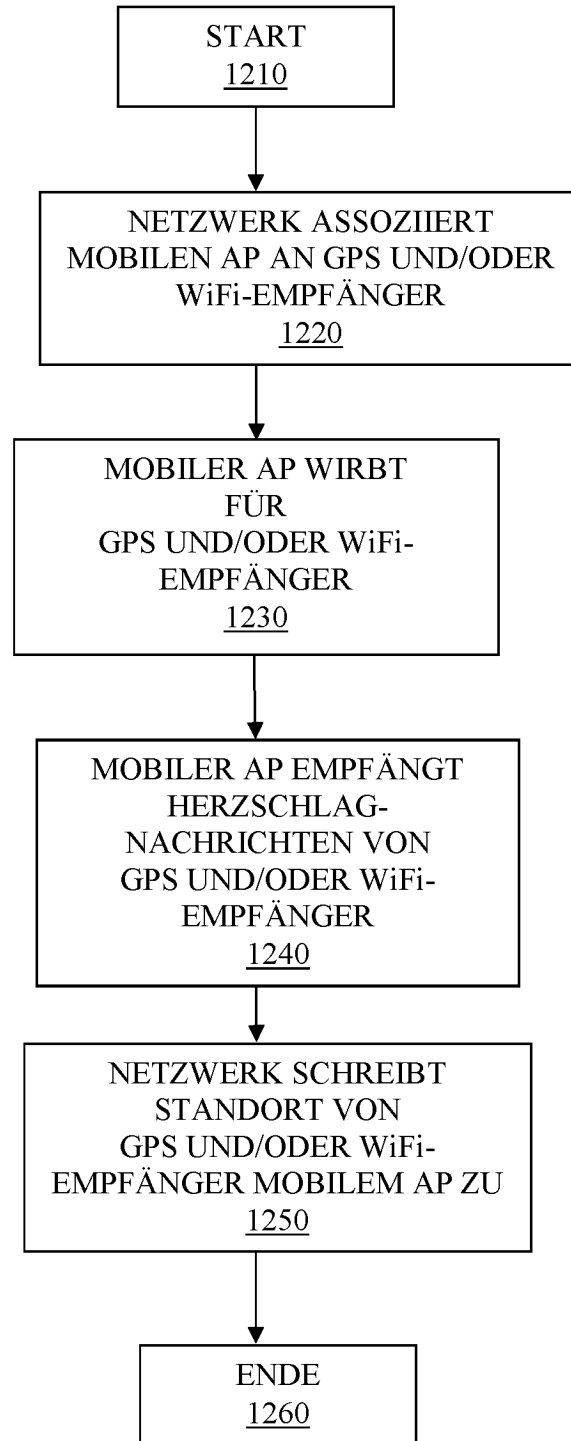 START
1210
NETZWERK ASSOZIIERT
MOBILEN AP AN GPS UND/ODER
WiFi-EMPFÄNGER
1220
MOBILER AP WIRBT
FÜR
GPS UND/ODER WiFi-
EMPFÄNGER
1230
MOBILER AP EMPFÄNGT
HERZSCHLAG-
NACHRICHTEN VON
GPS UND/ODER WiFi-
EMPFÄNGER
1240
NETZWERK SCHREIBT
STANDORT VON
GPS UND/ODER WiFi-
EMPFÄNGER MOBILEM AP ZU
1250
ENDE
1260